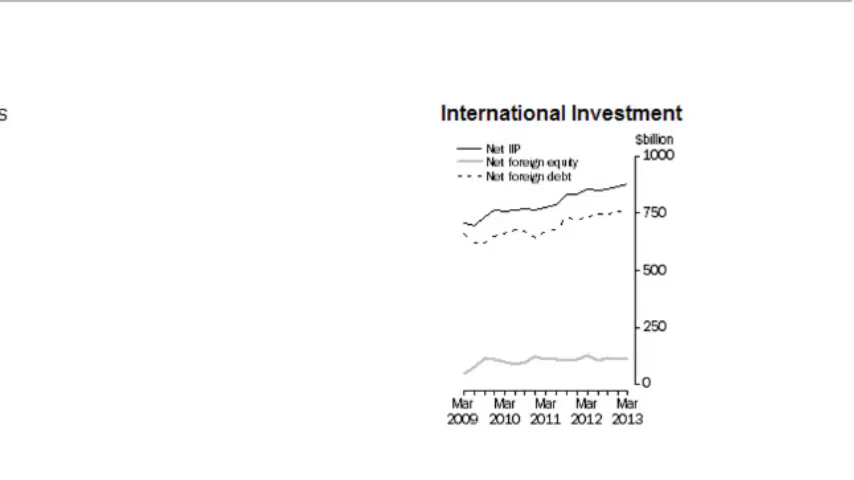 s
International Investment
$billion
Net IIP
Net foreign equity
Net foreign debt
1000
750
500
250
0
Mar Mar Mar Mar Mar
2009 2010 2011 2012 2013